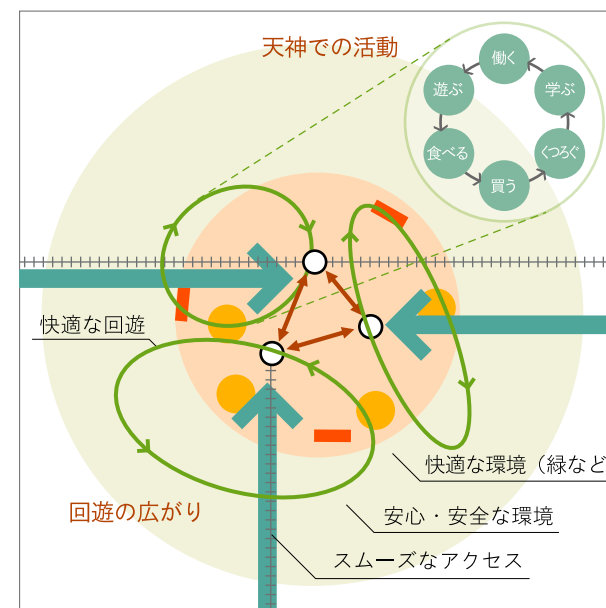 天神での活動
働く
遊ぶ
学ぶ
食べる
くつろぐ
買う
快適な回遊
快適な環境（緑など
回遊の広がり
安心・安全な環境
スムーズなアクセス